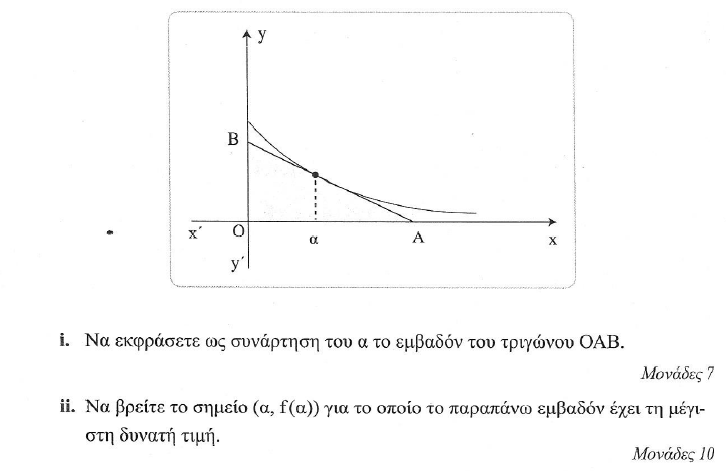 y
B
x´ O α A x
y´
i. Να εκφράσετε ως συνάρτηση του α το εμβαδόν του τριγώνου ΟΑΒ.
Μονάδες 7
ii. Να βρείτε το σημείο (α, f(α)) για το οποίο το παραπάνω εμβαδόν έχει τη μέγι-
στη δυνατή τιμή.
Μονάδες 10